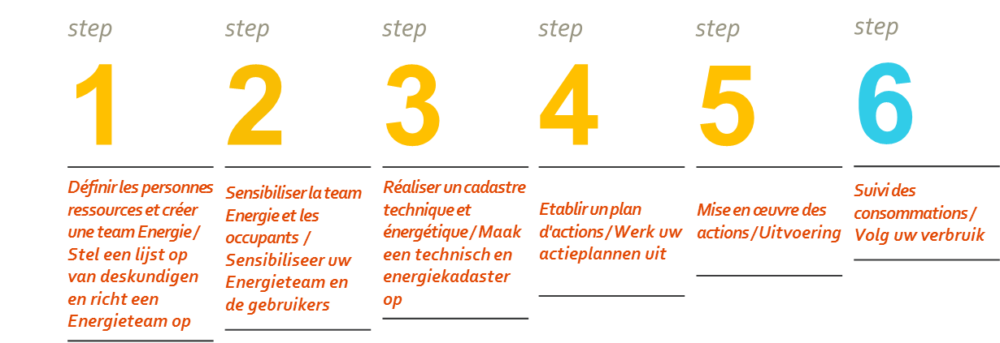 step
1
Définir les personnes
ressources et créer
une team Energie /
Stel een lijst op
van deskundigen
en richt een
Energieteam op
step
2
Sensibiliser la team
Energie et les
occupants /
Sensibiliseer uw
Energieteam en
de gebruikers
step
3
Réaliser un cadastre
technique et
énergétique / Maak
een technisch en
energiekadaster
op
step
4
Etablir un plan
d'actions / Werk uw
actieplannen uit
step
5
Mise en œuvre des
actions / Uitvoering
step
6
Suivi des
consommations /
Volg uw verbruik